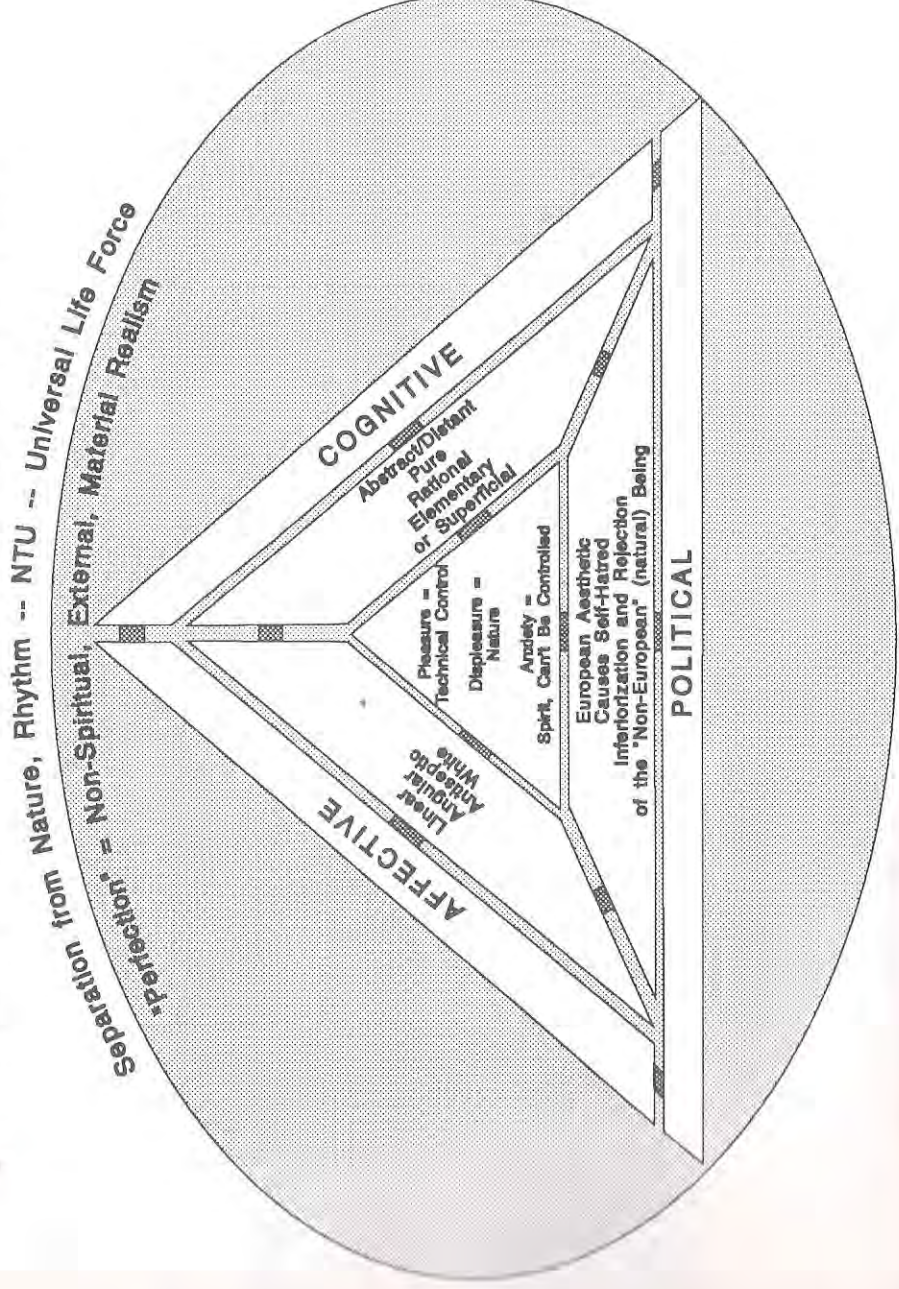 Separation from Nature, Rhythm -- NTU -- Universal Life Force
"Perfection" = Non-Spiritual, External, Material Realism
COGNITIVE
Abstract/Distant
Pure
Rational
Elementary
or Superficial
AFFECTIVE
Linear
Angular
Antiseptic
White
Pleasure =
Technical Control
Displeasure =
Nature
Anxiety =
Spirit, Can't Be Controlled
European Aesthetic
Causes Self-Hatred
Inferiorization and Rejection
of the "Non-European" (natural) Being
POLITICAL